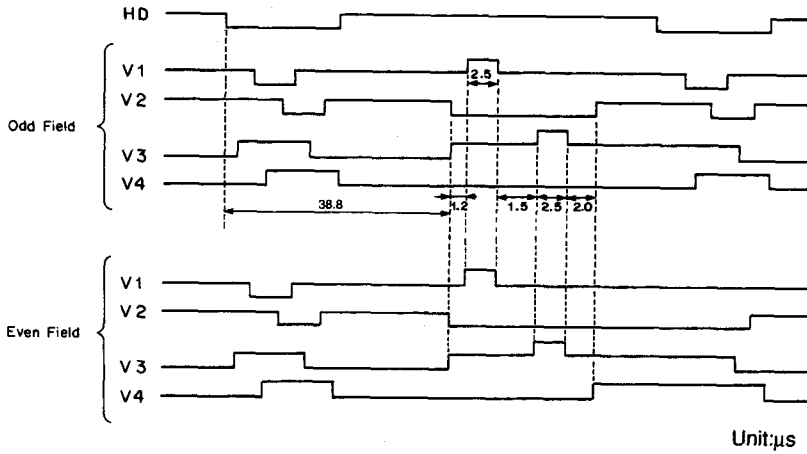 HD
V1
2.5
V2
Odd Field
V3
V4
38.8
1.2
1.5
2.5
2.0
V1
V2
Even Field
V3
V4
Unit:μs